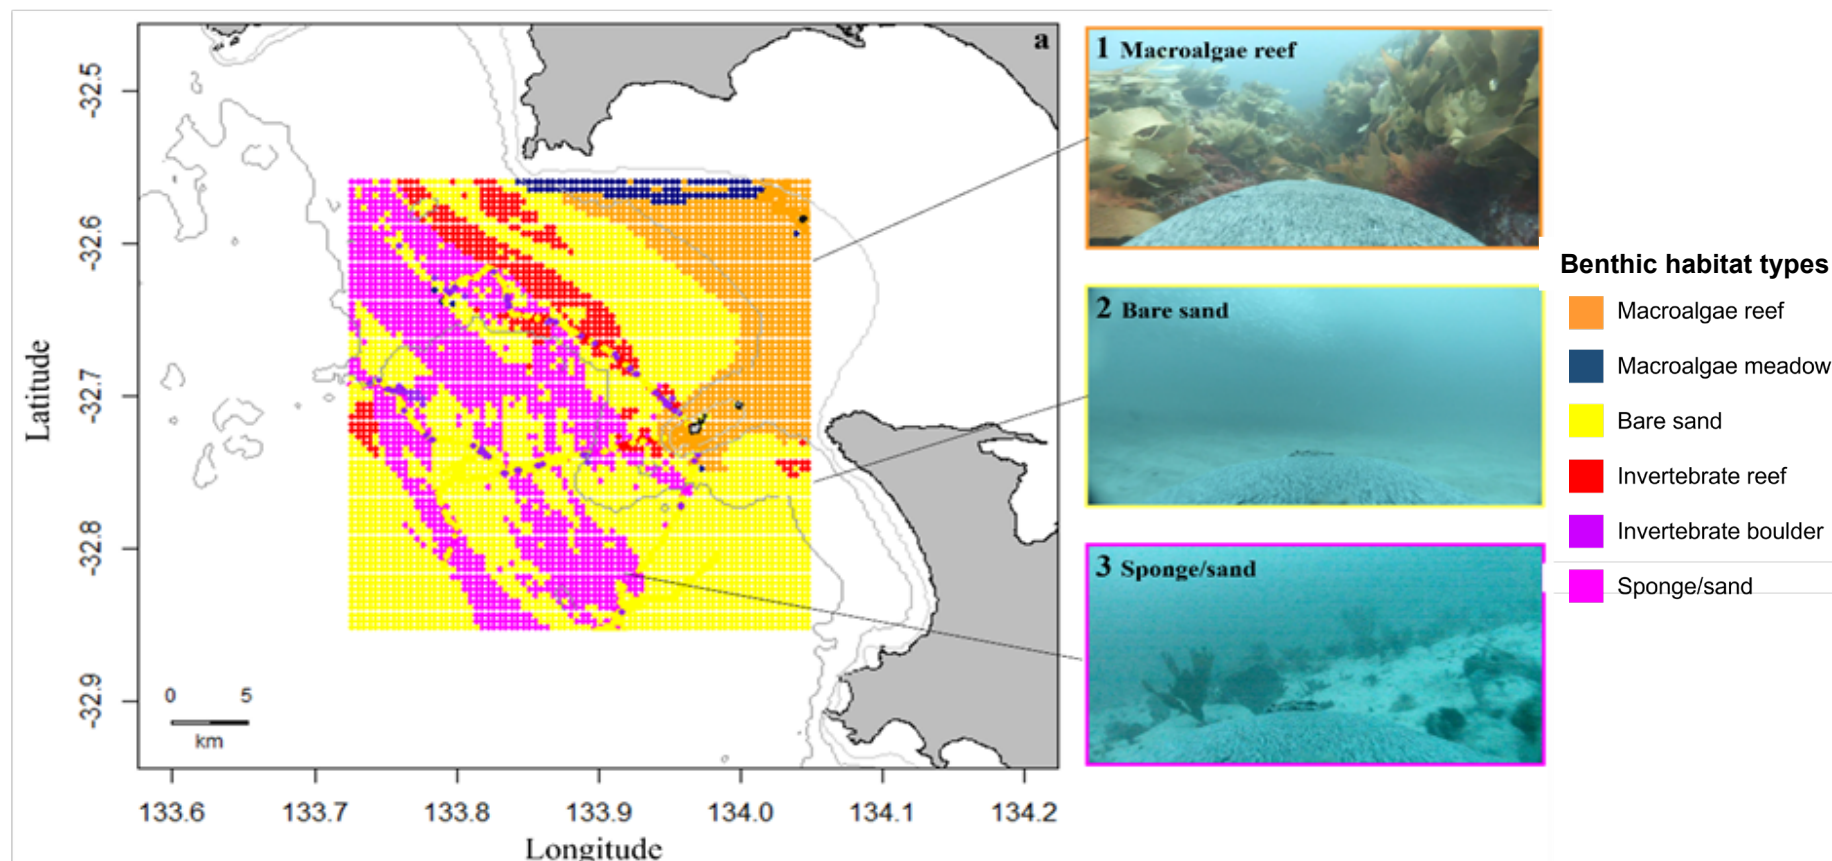 a
-32.5
-32.6
-32.7
-32.8
-32.9
Latitude
0 5
km
133.6 133.7 133.8 133.9 134.0 134.1 134.2
Longitude
1 Macroalgae reef
2 Bare sand
3 Sponge/sand
Benthic habitat types
Macroalgae reef
Macroalgae meadow
Bare sand
Invertebrate reef
Invertebrate boulder
Sponge/sand